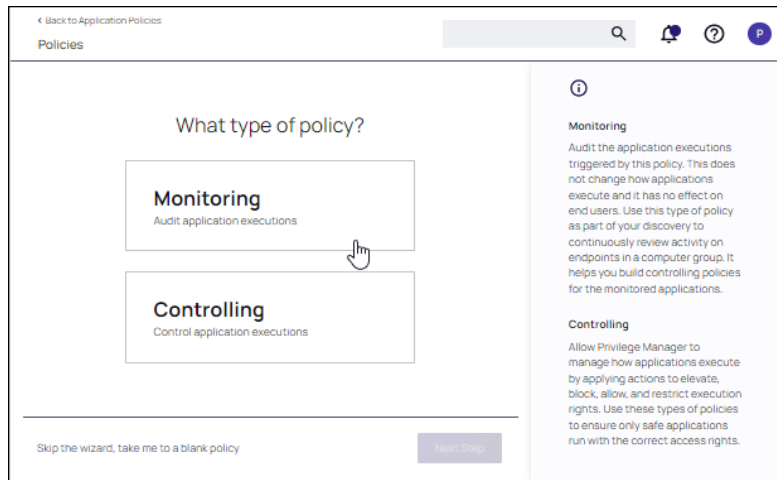 ‹ Back to Application Policies
Policies
P
What type of policy?
Monitoring
Audit application executions
Controlling
Control application executions
Skip the wizard, take me to a blank policy
Next Step
Monitoring
Audit the application executions
triggered by this policy. This does
not change how applications
execute and it has no effect on
end users. Use this type of policy
as part of your discovery to
continuously review activity on
endpoints in a computer group. It
helps you build controlling policies
for the monitored applications.
Controlling
Allow Privilege Manager to
manage how applications execute
by applying actions to elevate,
block, allow, and restrict execution
rights. Use these types of policies
to ensure only safe applications
run with the correct access rights.